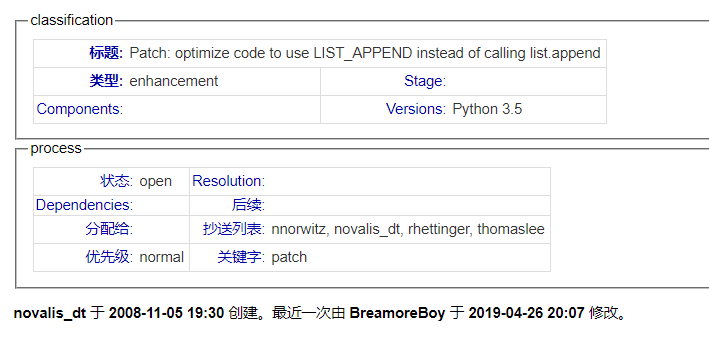 classification
标题: Patch: optimize code to use LIST_APPEND instead of calling list.append
类型: enhancement Stage:
Components: Versions: Python 3.5
process
状态: open Resolution:
Dependencies: 后续:
分配给: 抄送列表: nnorwitz, novalis_dt, rhettinger, thomaslee
优先级: normal 关键字: patch
novalis_dt 于 2008-11-05 19:30 创建。最近一次由 BreamoreBoy 于 2019-04-26 20:07 修改。